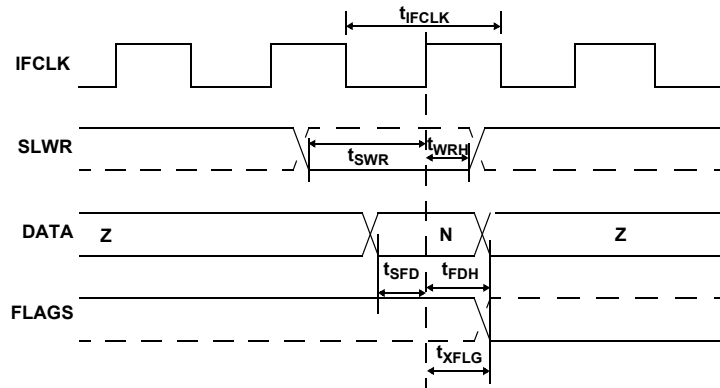 tIFCLK
IFCLK
SLWR
tSWR
tWRH
DATA
Z
N
Z
tSFD
tFDH
FLAGS
tXFLG